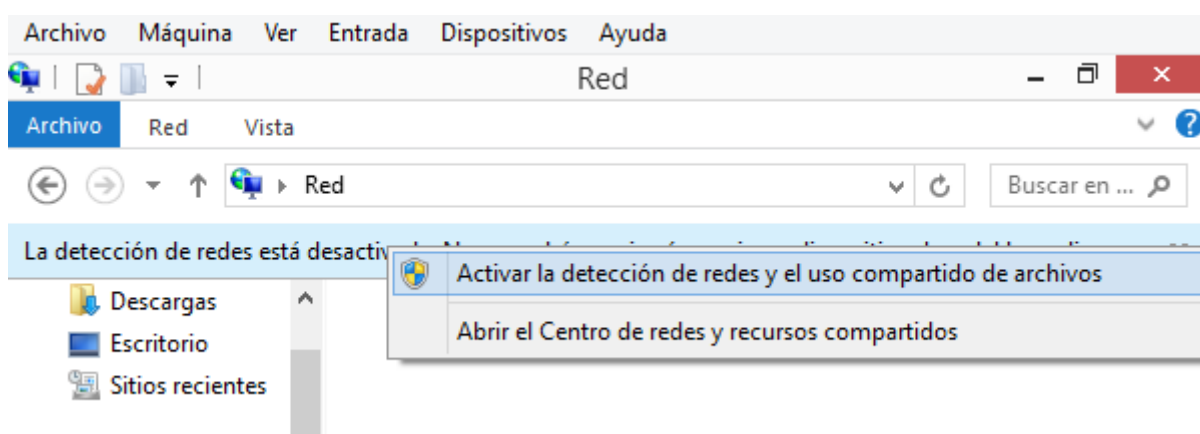 Archivo Máquina Ver Entrada Dispositivos Ayuda
Red
Archivo Red Vista
Red Buscar en ...
La detección de redes está
Activar la detección de redes y el uso compartido de archivos
Descargas
Abrir el Centro de redes y recursos compartidos
Escritorio
Sitios recientes